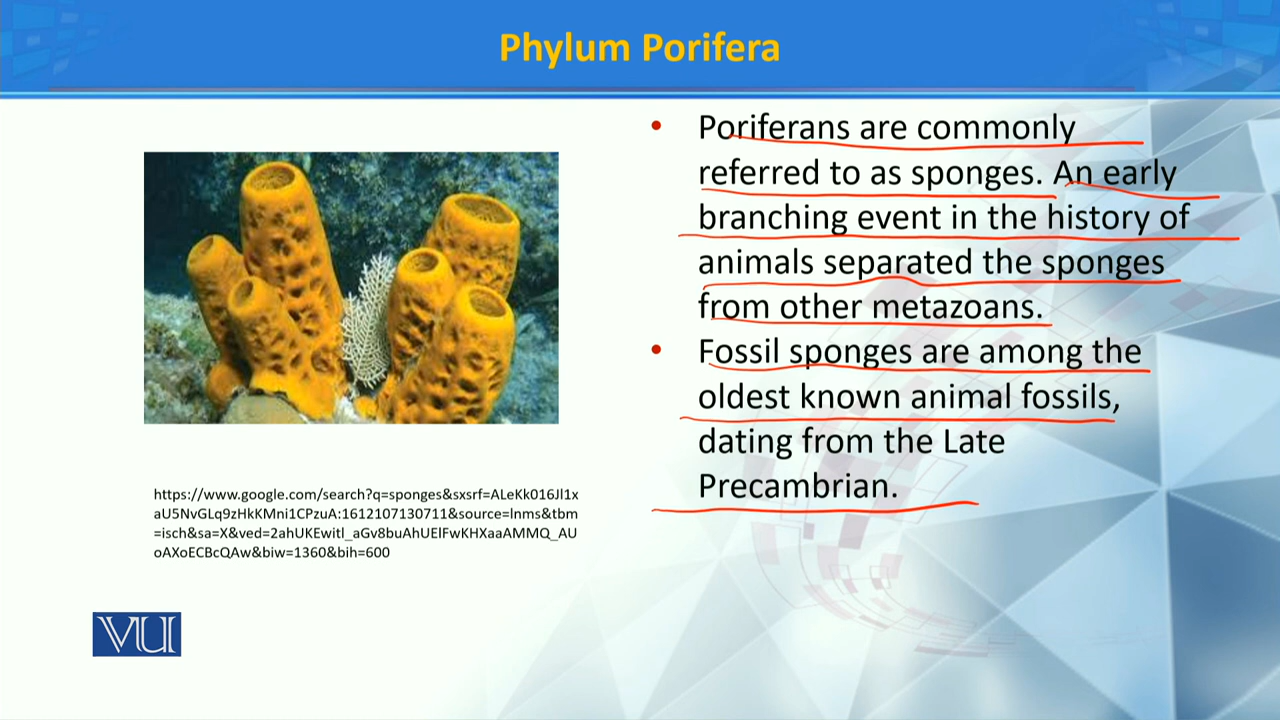 Phylum Porifera
• Poriferans are commonly
referred to as sponges. An early
branching event in the history of
animals separated the sponges
from other metazoans.
• Fossil sponges are among the
oldest known animal fossils,
dating from the Late
Precambrian.
https://www.google.com/search?q=sponges&sxsrf=ALeKk016Jl1x
aU5NvGLq9zHkKMni1CPzuA:1612107130711&source=lnms&tbm
=isch&sa=X&ved=2ahUKEwitl_aGv8buAhUElFwKHXaaAMMQ_AU
oAXoECBcQAw&biw=1360&bih=600
VU